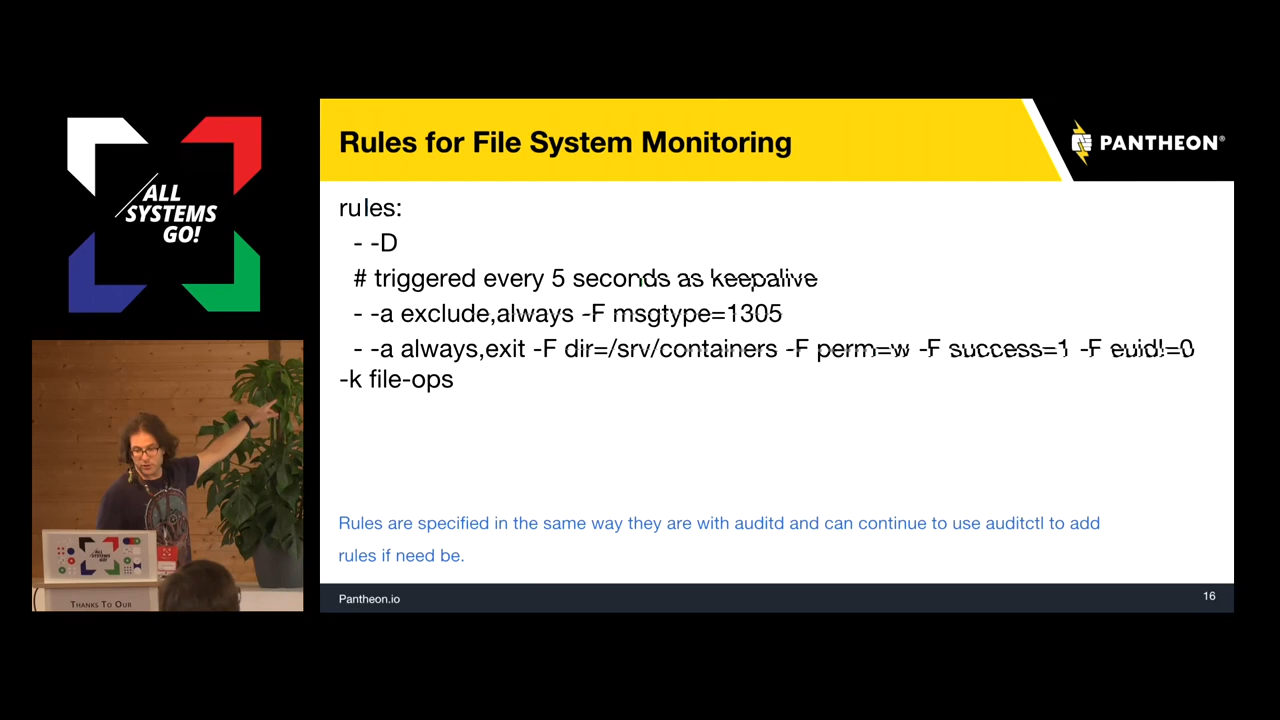 ALL
SYSTEMS
GO!
Rules for File System Monitoring
PANTHEON®
rules:
- -D
# triggered every 5 seconds as keepalive
- -a exclude,always -F msgtype=1305
- -a always,exit -F dir=/srv/containers -F perm=w -F success=1 -F euid!=0
-k file-ops
Rules are specified in the same way they are with auditd and can continue to use auditctl to add
rules if need be.
Pantheon.io
16
ALL
SYSTEMS
GO!
THANKS TO OUR